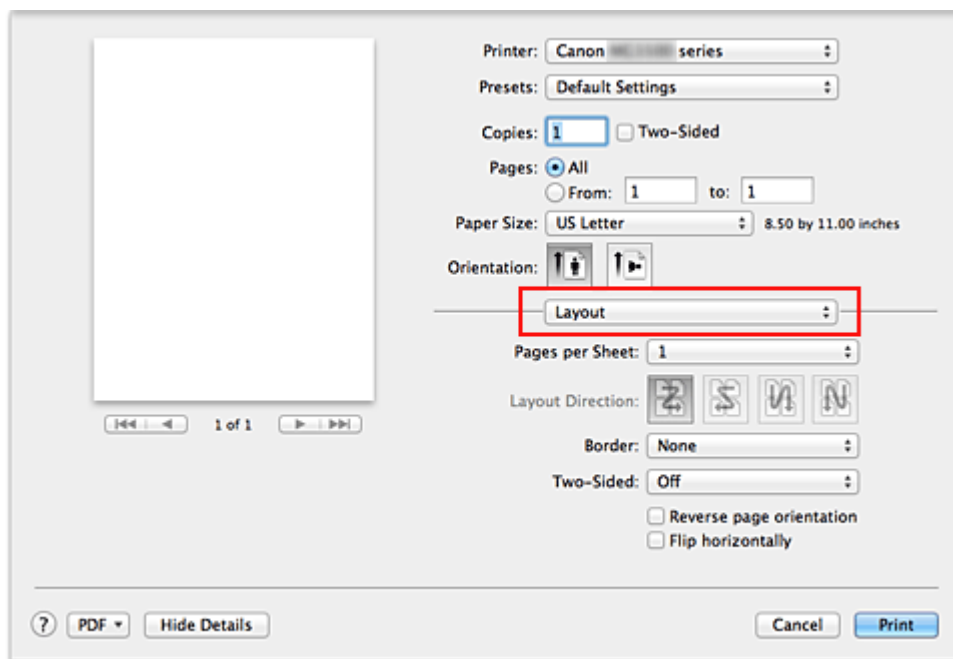 Printer: Canon series
Presets: Default Settings
Copies: 1 Two-Sided
Pages: All
From: 1 to: 1
Paper Size: US Letter 8.50 by 11.00 inches
Orientation:
Layout
Pages per Sheet: 1
Layout Direction:
1 of 1
Border: None
Two-Sided: Off
Reverse page orientation
Flip horizontally
? PDF Hide Details Cancel Print